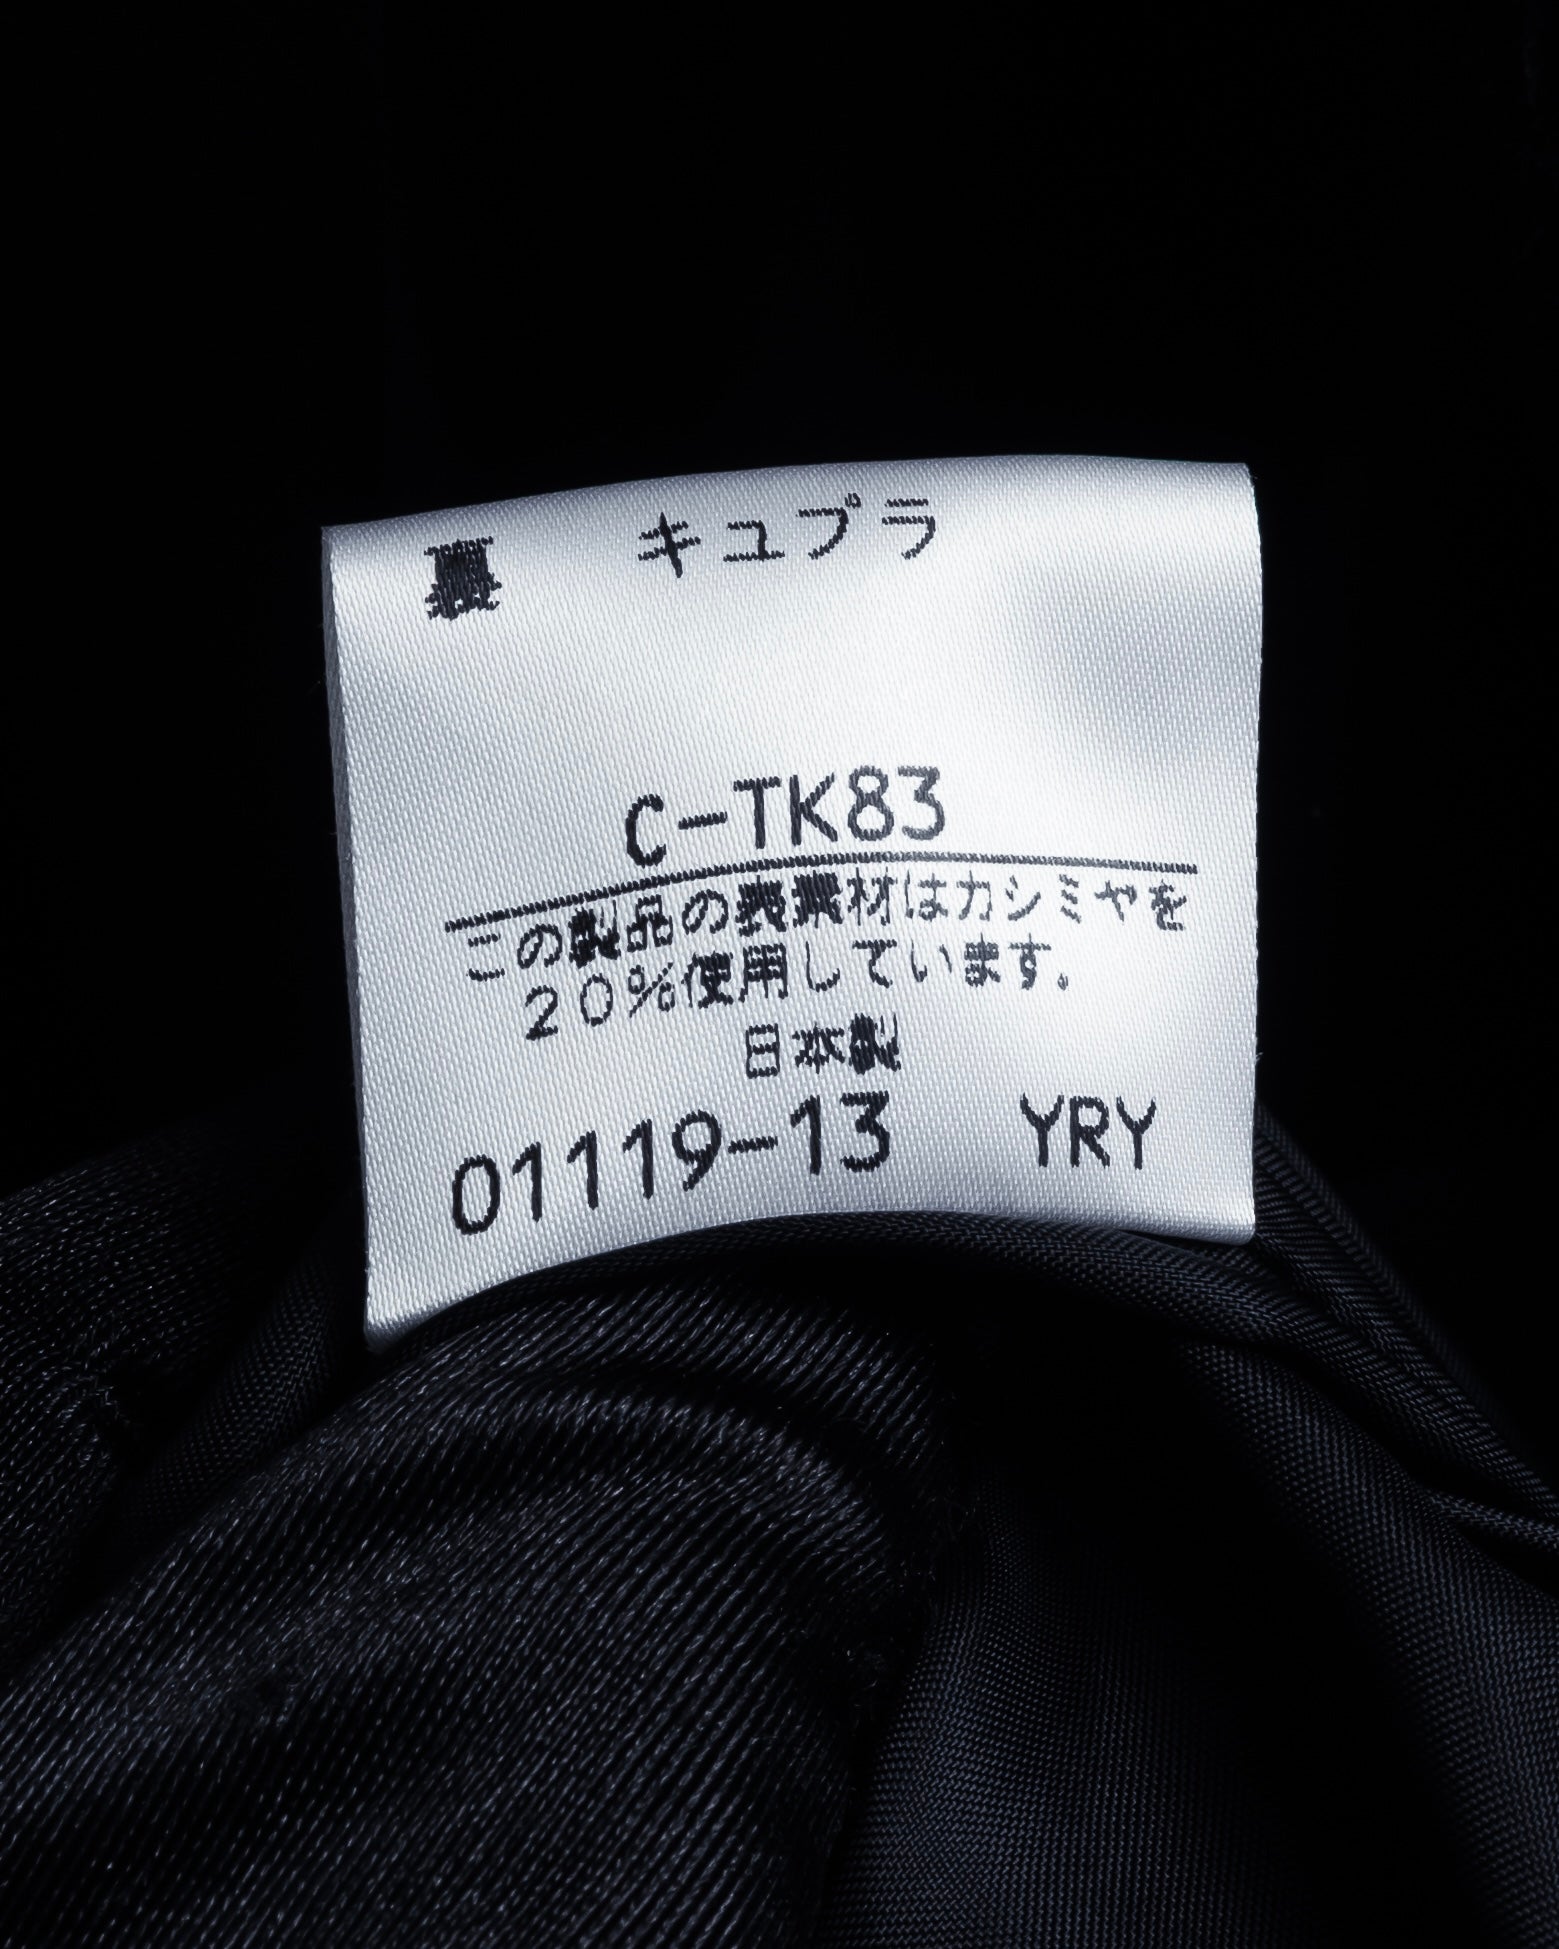 裏　キュプラ
C-TK83
この製品の表素材はカシミヤを
20%使用しています。
日本製
01119-13　YRY